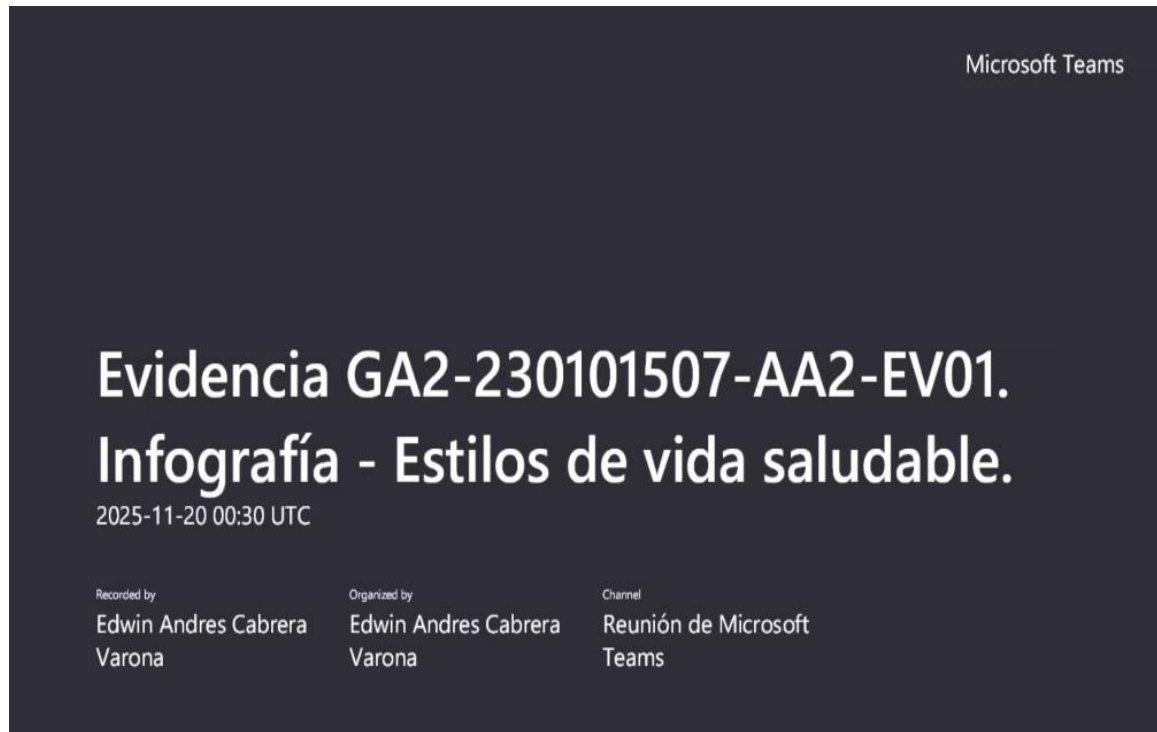 Microsoft Teams
Evidencia GA2-230101507-AA2-EV01.
Infografía - Estilos de vida saludable.
2025-11-20 00:30 UTC
Recorded by
Edwin Andres Cabrera
Varona
Organized by
Edwin Andres Cabrera
Varona
Channel
Reunión de Microsoft
Teams